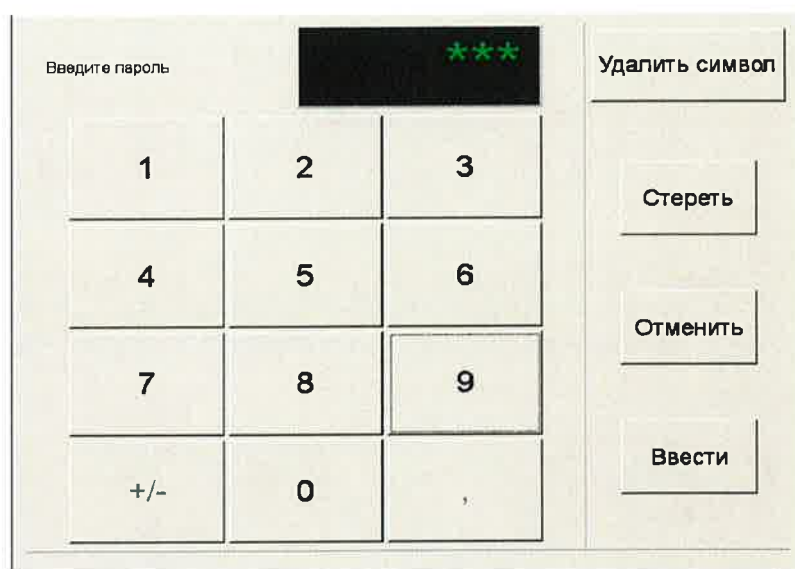 Введите пароль
***
Удалить символ
1
2
3
Стереть
4
5
6
Отменить
7
8
9
Ввести
+/-
0
,